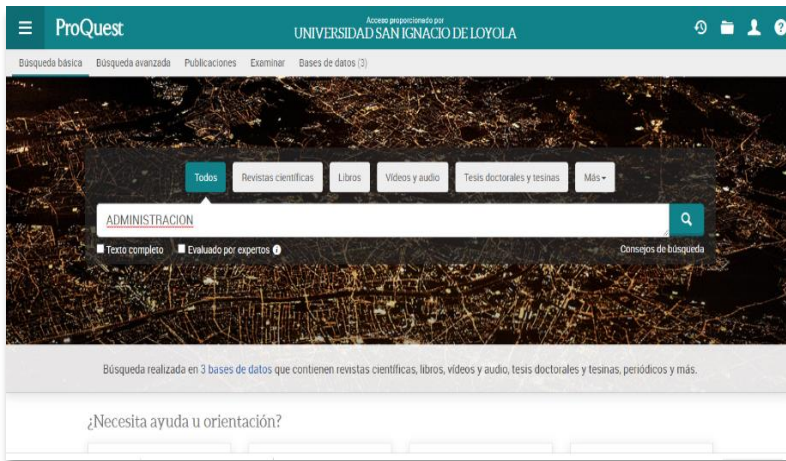 ProQuest
Acceso proporcionado por
UNIVERSIDAD SAN IGNACIO DE LOYOLA
Búsqueda básica Búsqueda avanzada Publicaciones Examinar Bases de datos (3)
Todos Revistas científicas Libros Vídeos y audio Tesis doctorales y tesinas Más
ADMINISTRACION
Texto completo Evaluado por expertos Consejos de búsqueda
Búsqueda realizada en 3 bases de datos que contienen revistas científicas, libros, vídeos y audio, tesis doctorales y tesinas, periódicos y más.
¿Necesita ayuda u orientación?